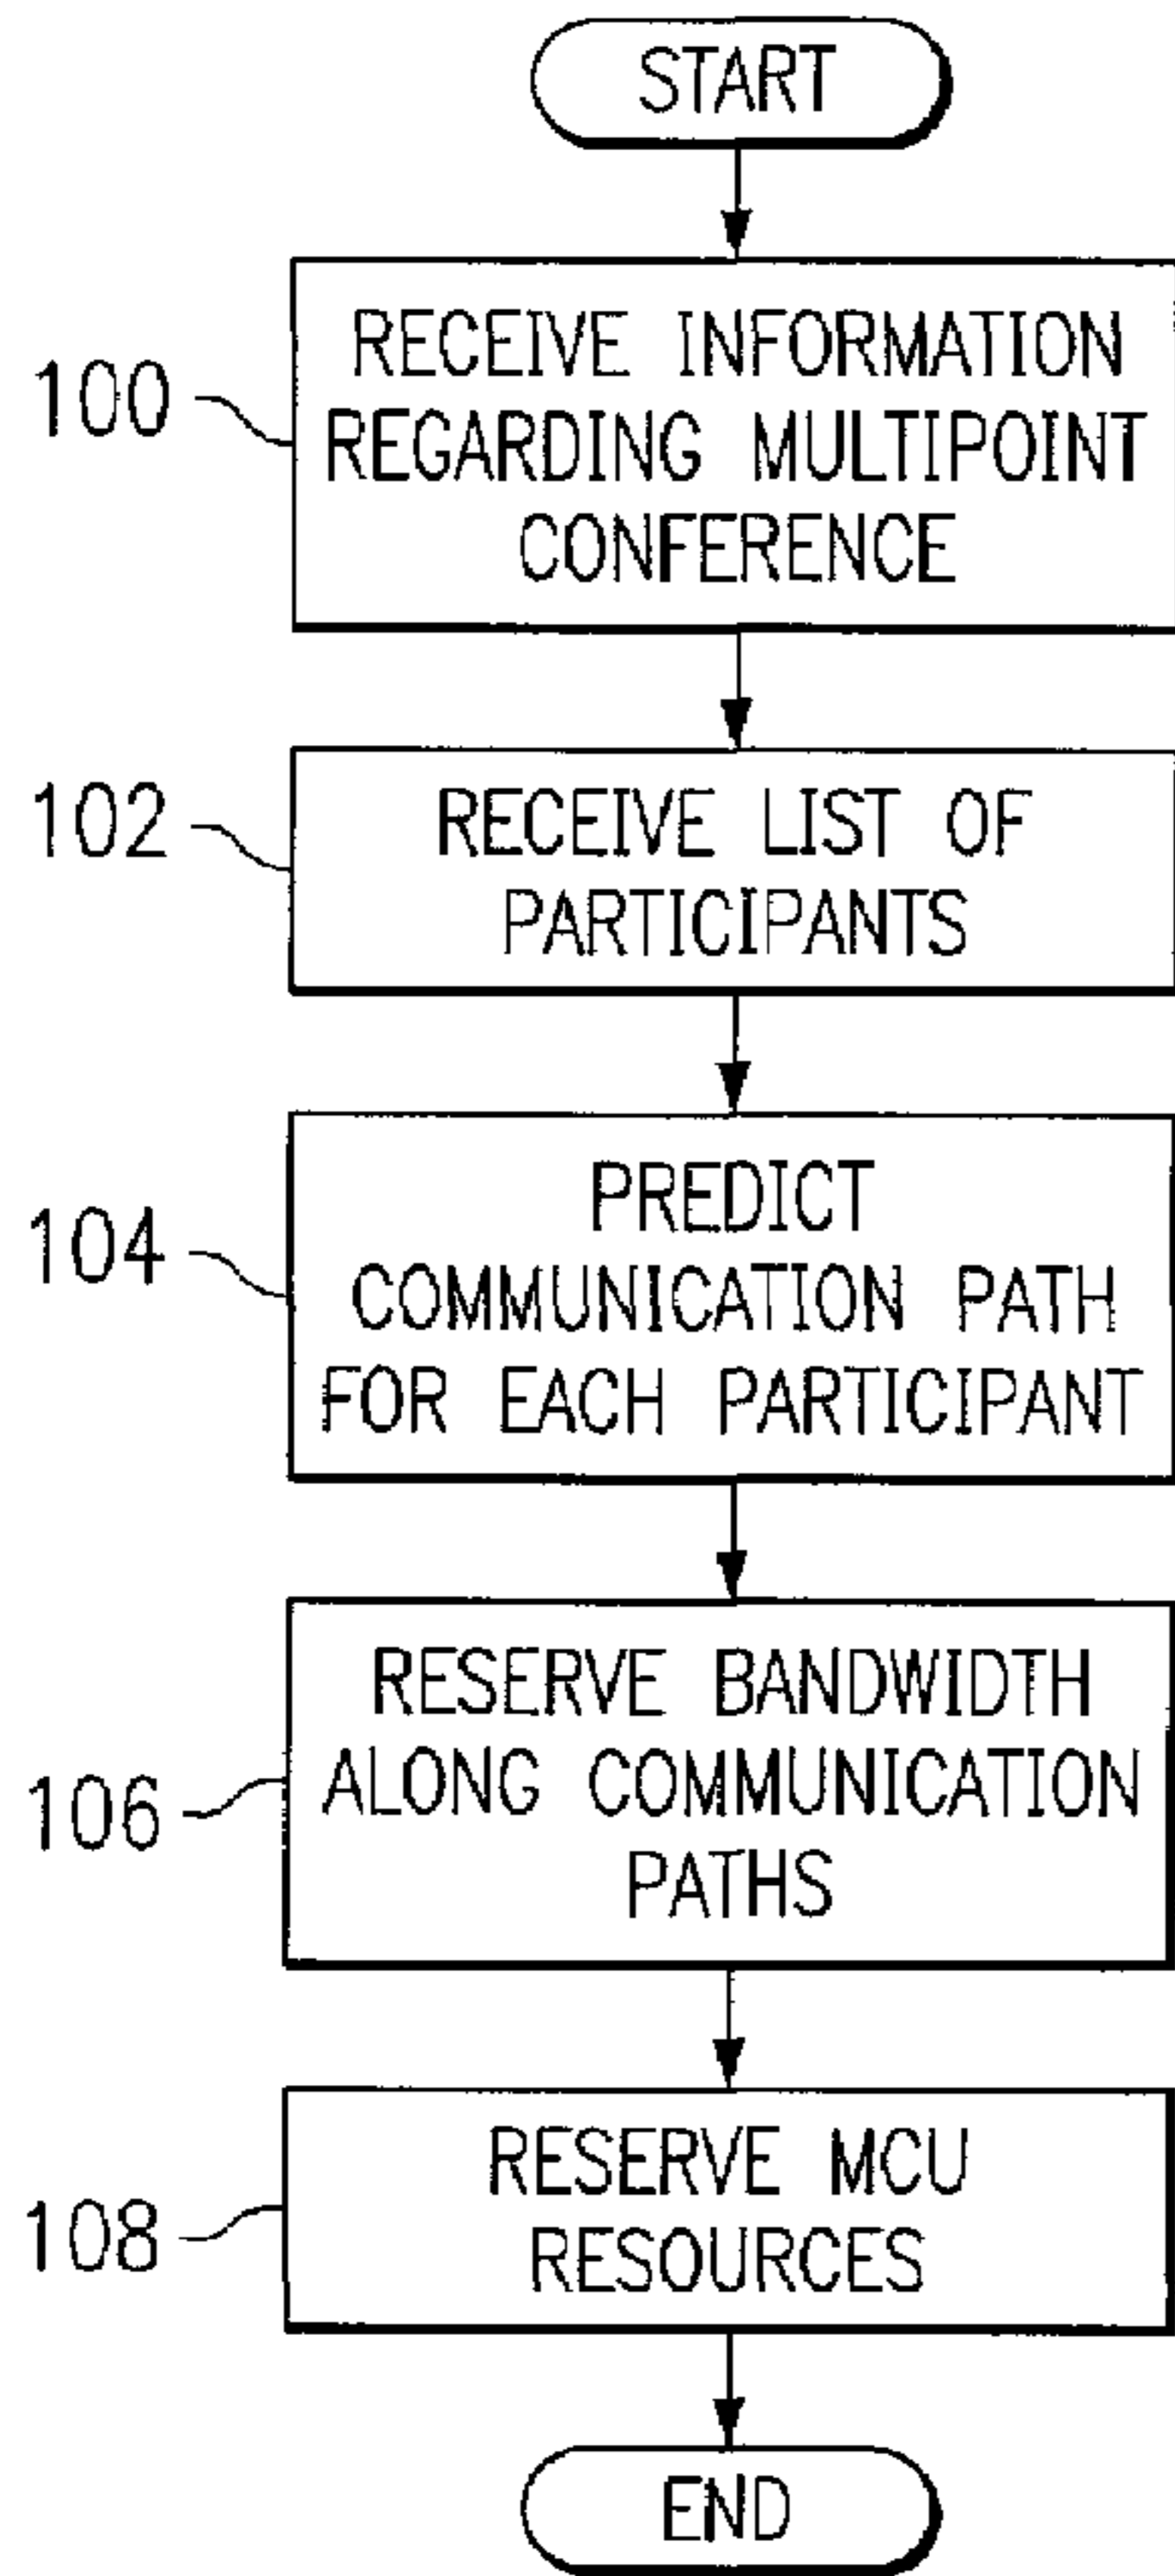 START
100
RECEIVE INFORMATION
REGARDING MULTIPOINT
CONFERENCE
102
RECEIVE LIST OF
PARTICIPANTS
104
PREDICT
COMMUNICATION PATH
FOR EACH PARTICIPANT
106
RESERVE BANDWIDTH
ALONG COMMUNICATION
PATHS
108
RESERVE MCU
RESOURCES
END